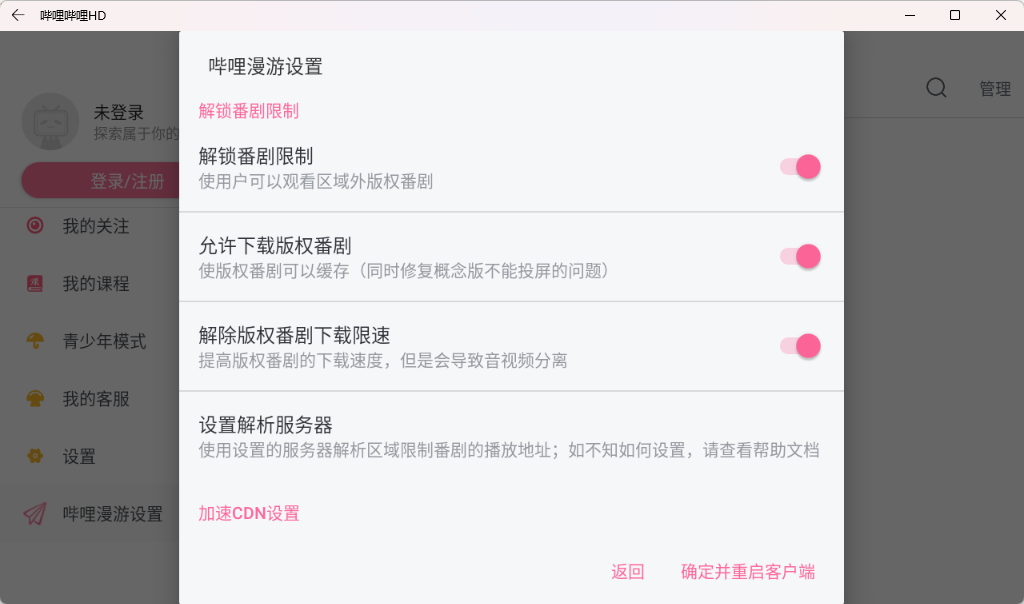 哔哩哔哩HD
未登录
探索属于你的
登录/注册
我的关注
我的课程
青少年模式
我的客服
设置
哔哩漫游设置
管理
哔哩漫游设置
解锁番剧限制
解锁番剧限制
使用户可以观看区域外版权番剧
允许下载版权番剧
使版权番剧可以缓存（同时修复概念版不能投屏的问题）
解除版权番剧下载限速
提高版权番剧的下载速度，但是会导致音视频分离
设置解析服务器
使用设置的服务器解析区域限制番剧的播放地址；如不知如何设置，请查看帮助文档
加速CDN设置
返回
确定并重启客户端